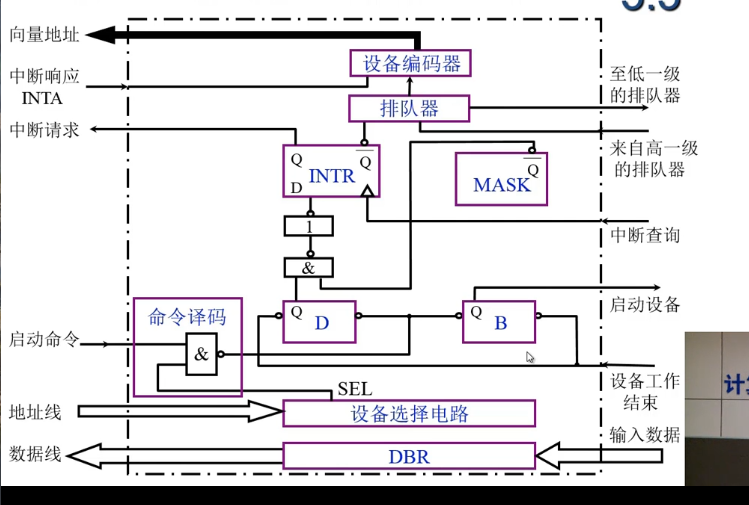 5.5
向量地址
设备编码器
中断响应
INTA
至低一级
的排队器
排队器
中断请求
来自高一级
的排队器
Q
Q
INTR
D
Q
MASK
1
中断查询
&
启动设备
命令译码
Q
D
Q
B
启动命令
&
设备工作
结束
SEL
地址线
设备选择电路
输入数据
数据线
DBR